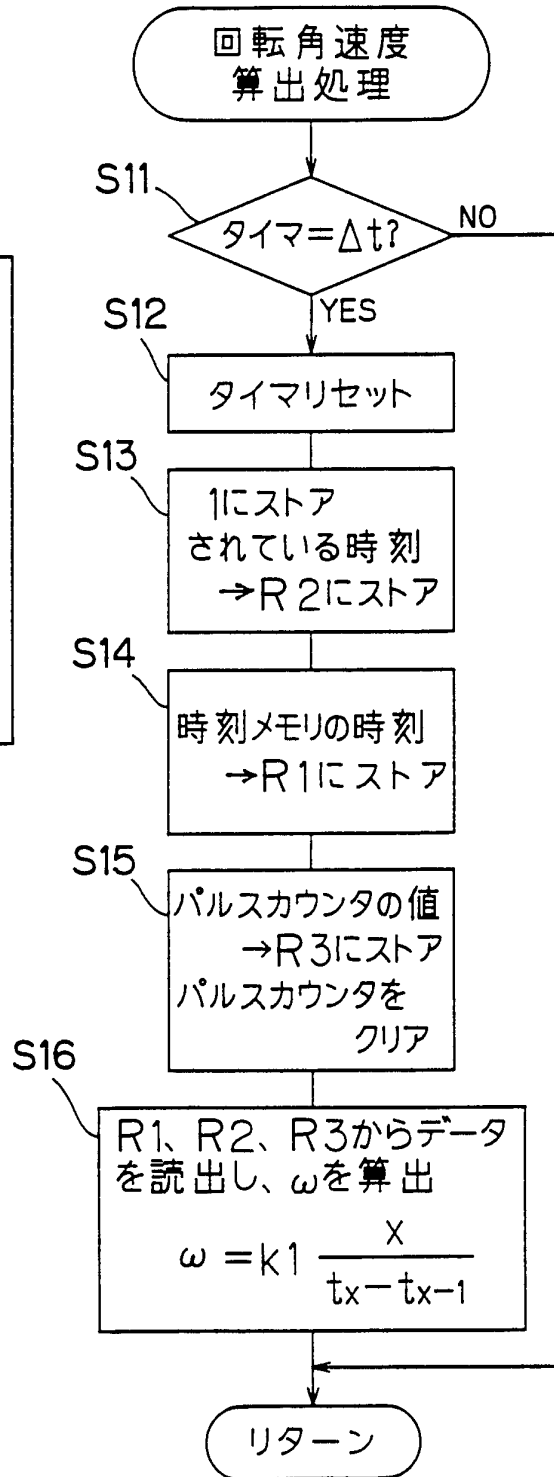 回転角速度
算出処理
S11
タイマ=Δt?
NO
YES
S12
タイマリセット
S13
1にストア
されている時刻
→R2にストア
S14
時刻メモリの時刻
→R1にストア
S15
パルスカウンタの値
→R3にストア
パルスカウンタを
クリア
S16
R1、R2、R3からデータ
を読出し、ωを算出
ω=k1 x/(tx−tx−1)
リターン